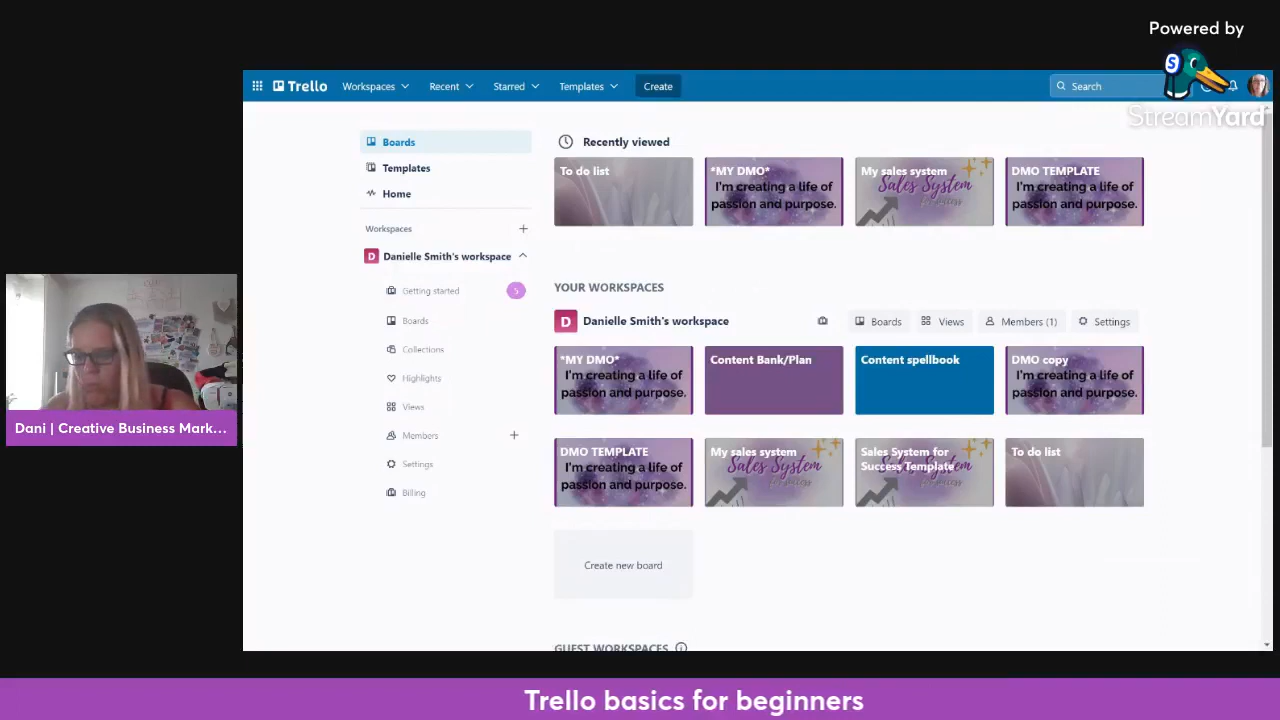 Powered by
StreamYard
Trello
Workspaces
Recent
Starred
Templates
Create
Search
Boards
Templates
Home
Workspaces
D Danielle Smith's workspace
Getting started
5
Boards
Collections
Highlights
Views
Members
Settings
Billing
Recently viewed
To do list
*MY DMO*
I'm creating a life of
passion and purpose.
My sales system
Sales System
for success
DMO TEMPLATE
I'm creating a life of
passion and purpose.
YOUR WORKSPACES
D Danielle Smith's workspace
Boards
Views
Members (1)
Settings
*MY DMO*
I'm creating a life of
passion and purpose.
Content Bank/Plan
Content spellbook
DMO copy
I'm creating a life of
passion and purpose.
DMO TEMPLATE
I'm creating a life of
passion and purpose.
My sales system
Sales System
for success
Sales System for
Success Template
To do list
Create new board
GUEST WORKSPACES
Dani | Creative Business Mark...
Trello basics for beginners